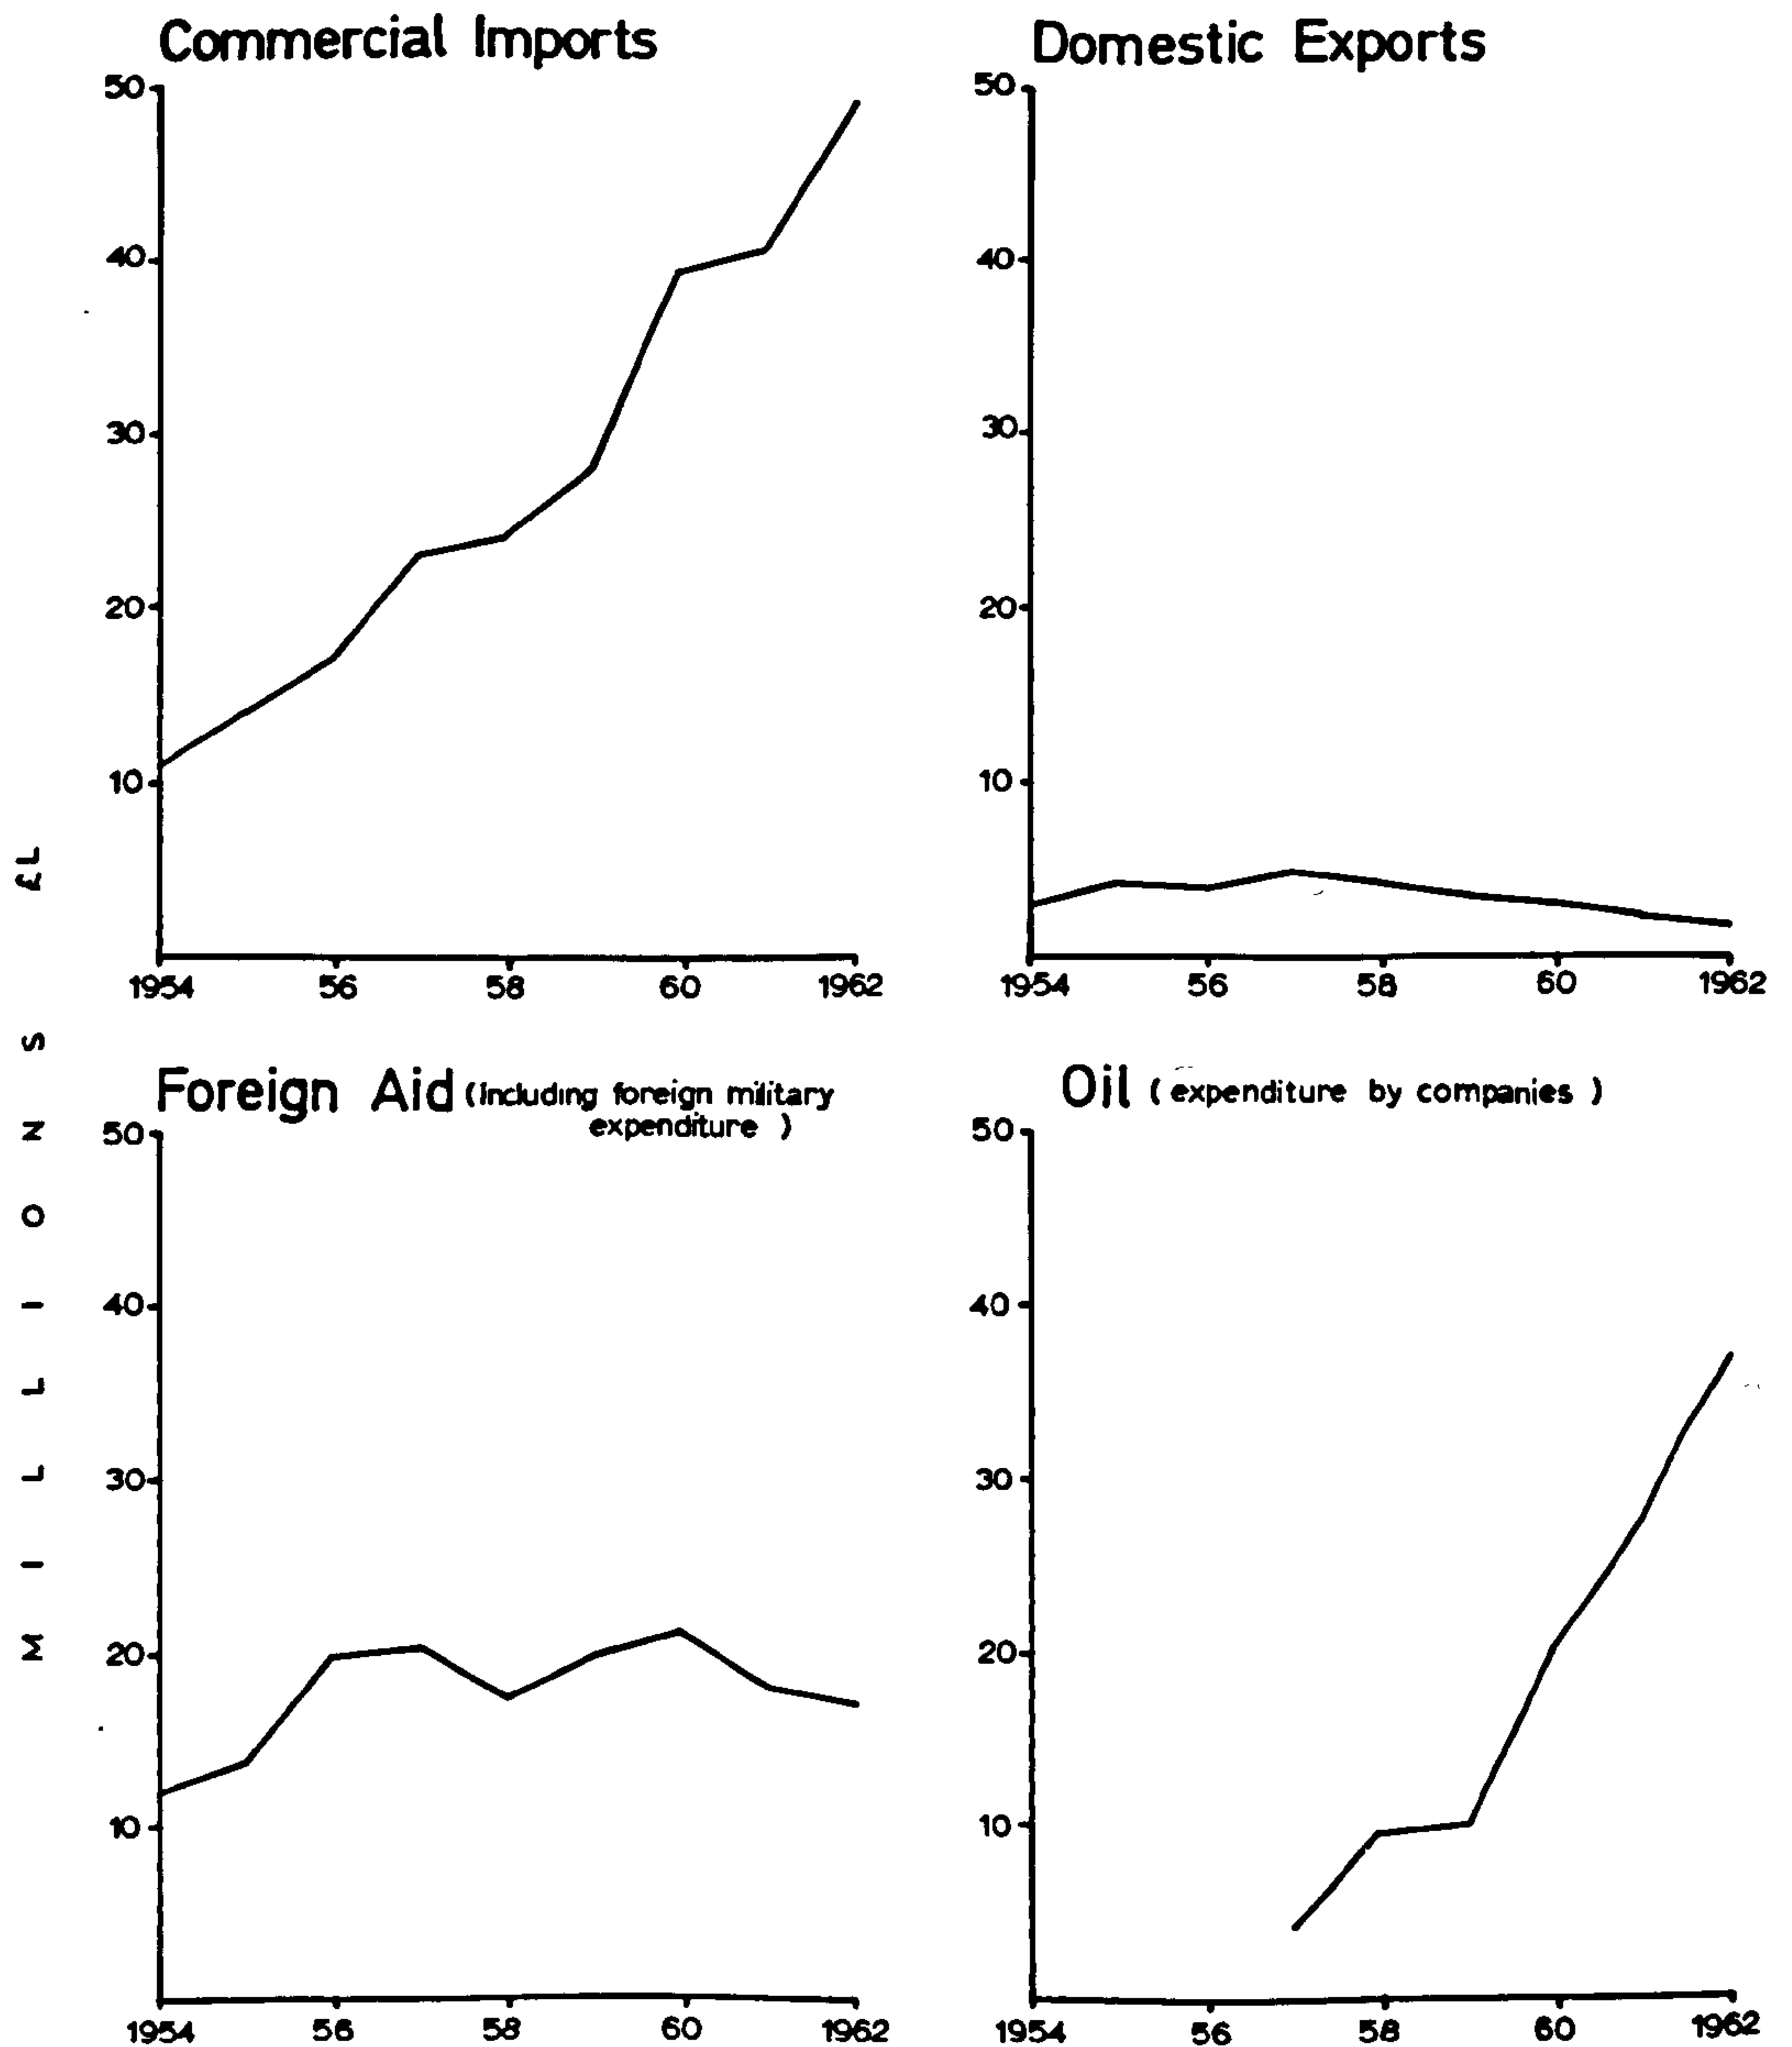 Commercial Imports
50
40
30
20
10
1954 56 58 60 1962
Domestic Exports
50
40
30
20
10
1954 56 58 60 1962
Foreign Aid (including foreign military
expenditure )
50
40
30
20
10
1954 56 58 60 1962
Oil ( expenditure by companies )
50
40
30
20
10
1954 56 58 60 1962
MILLIONS £L